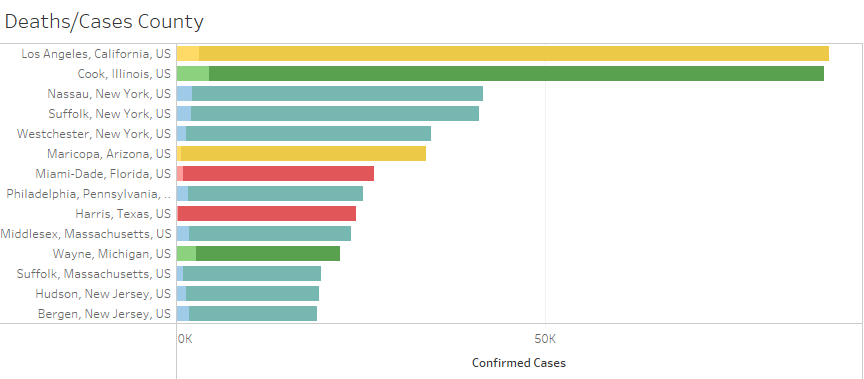 Deaths/Cases County
Los Angeles, California, US
Cook, Illinois, US
Nassau, New York, US
Suffolk, New York, US
Westchester, New York, US
Maricopa, Arizona, US
Miami-Dade, Florida, US
Philadelphia, Pennsylvania, ..
Harris, Texas, US
Middlesex, Massachusetts, US
Wayne, Michigan, US
Suffolk, Massachusetts, US
Hudson, New Jersey, US
Bergen, New Jersey, US
0K 50K
Confirmed Cases